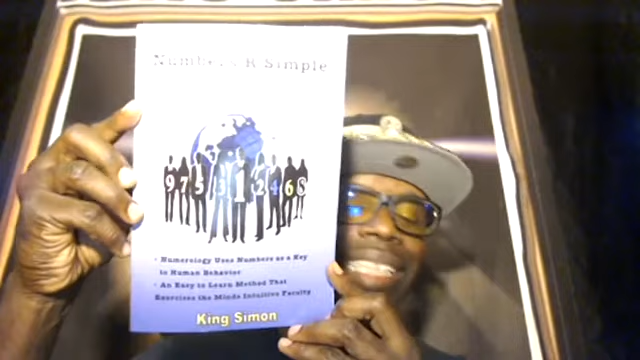 Numbers R Simple
9 7 5 3 1 2 4 6 8
• Numerology Uses Numbers as a Key
to Human Behavior
• An Easy to Learn Method That
Exercises the Minds Intuitive Faculty
King Simon